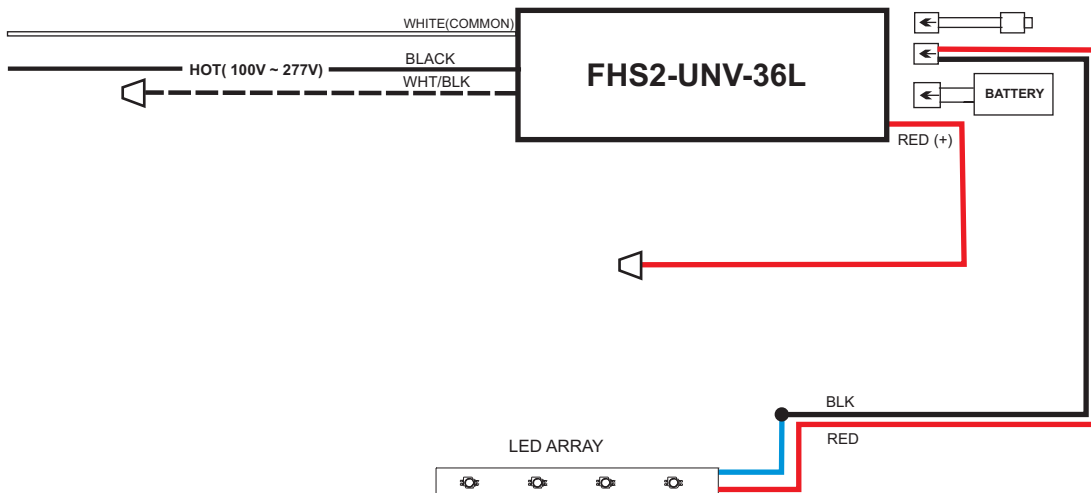 WHITE(COMMON)
BLACK
HOT( 100V ~ 277V)
WHT/BLK
FHS2-UNV-36L
BATTERY
RED (+)
BLK
RED
LED ARRAY